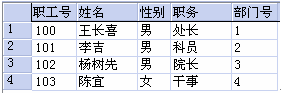 职工号 姓名 性别 职务 部门号
1 100 王长喜 男 处长 1
2 101 李吉 男 科员 2
3 102 杨树先 男 院长 3
4 103 陈宜 女 干事 4